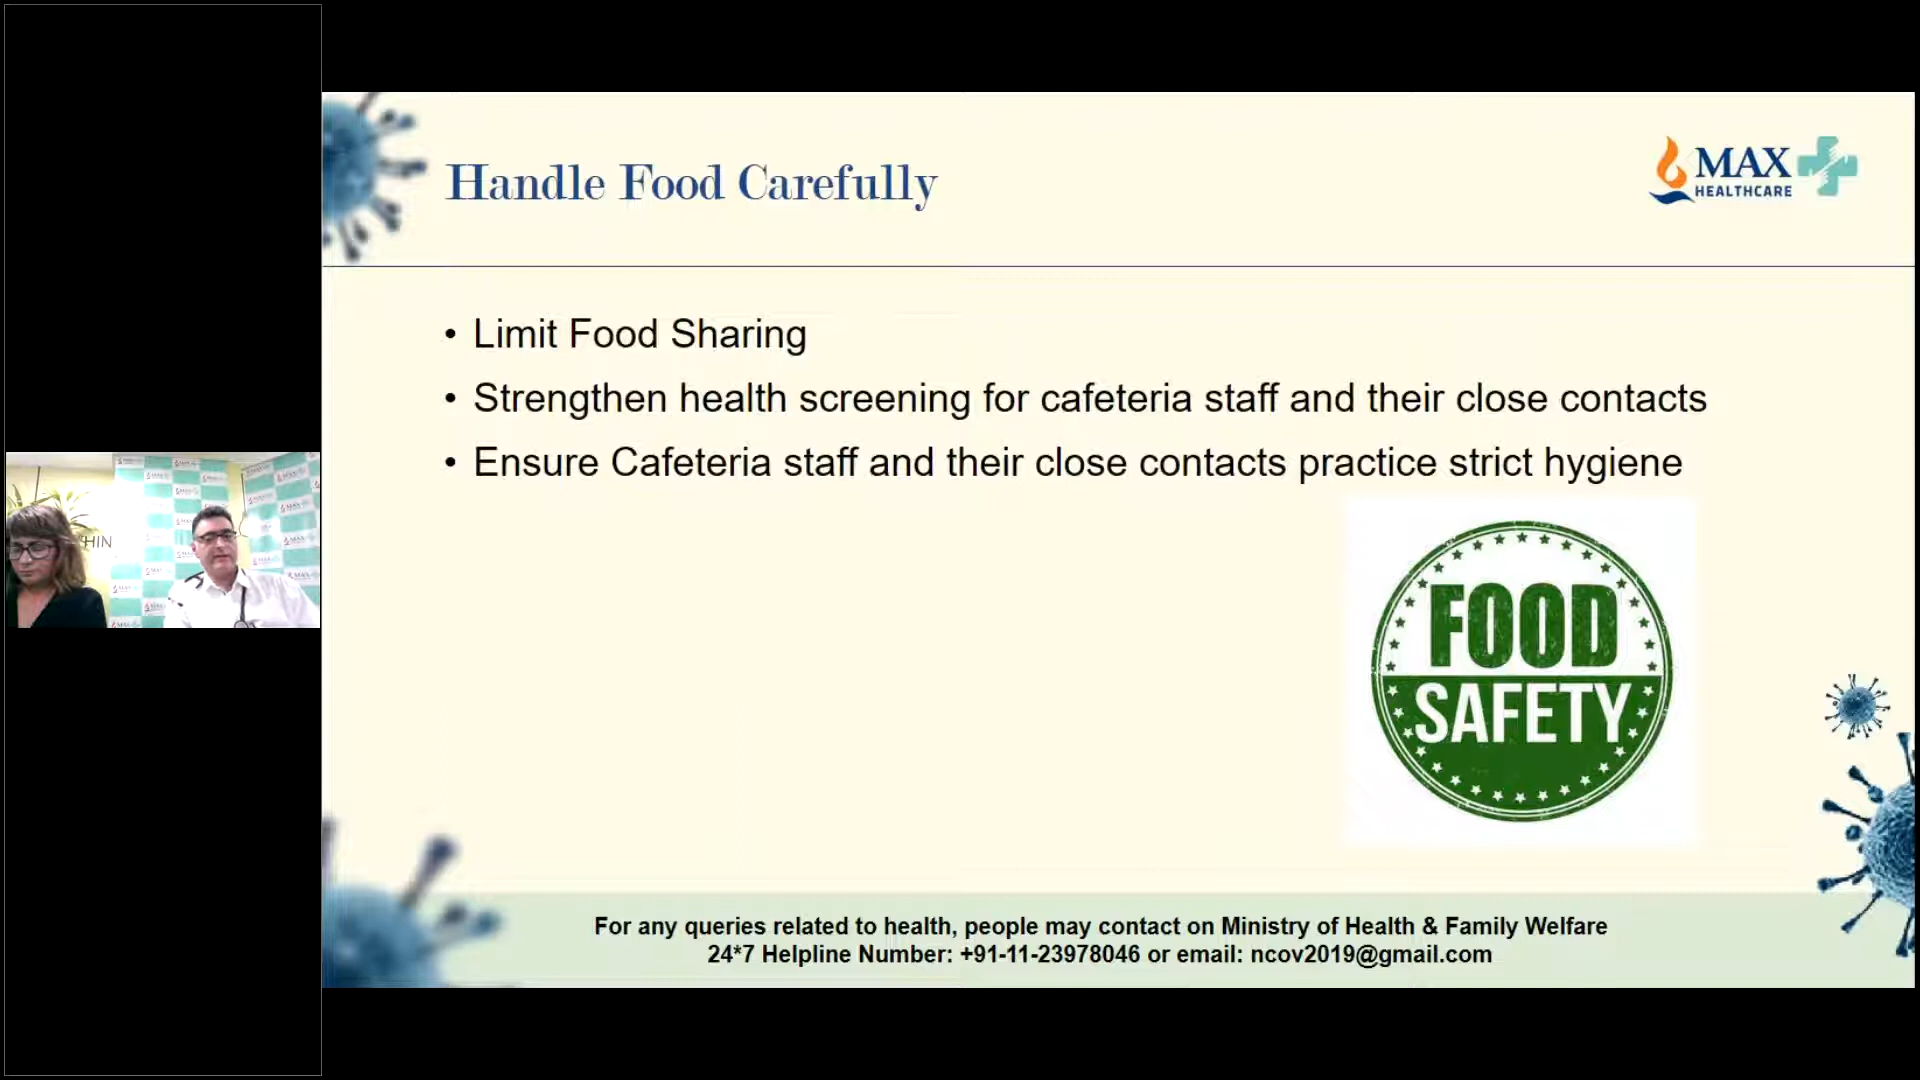 Handle Food Carefully
MAX
HEALTHCARE
• Limit Food Sharing
• Strengthen health screening for cafeteria staff and their close contacts
• Ensure Cafeteria staff and their close contacts practice strict hygiene
HIN
FOOD
SAFETY
For any queries related to health, people may contact on Ministry of Health & Family Welfare
24*7 Helpline Number: +91-11-23978046 or email: ncov2019@gmail.com